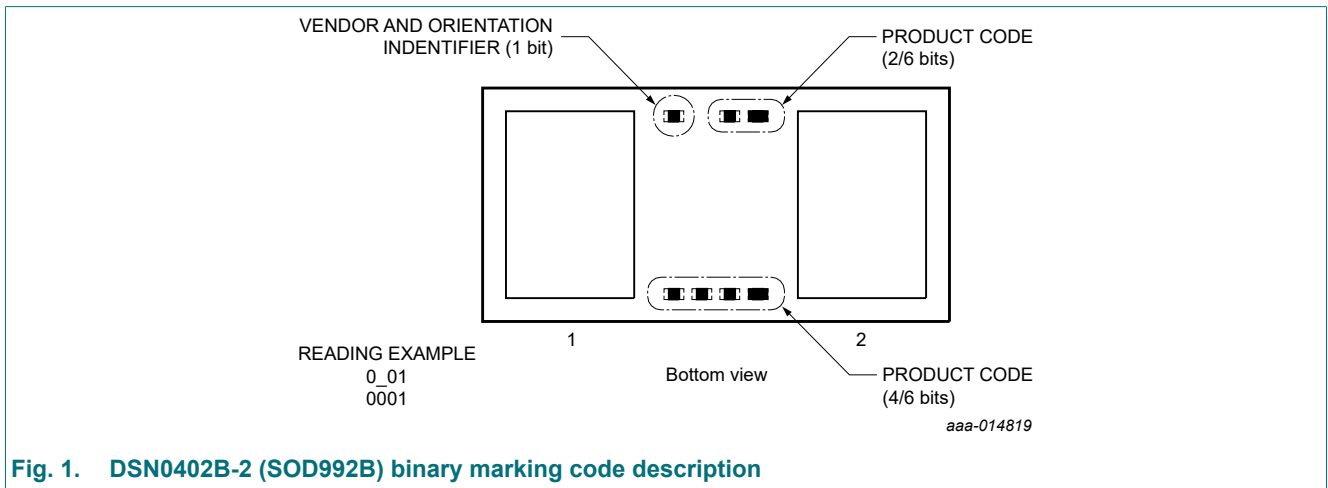 VENDOR AND ORIENTATION
INDENTIFIER (1 bit)
PRODUCT CODE
(2/6 bits)
1
2
READING EXAMPLE
0_01
0001
Bottom view
PRODUCT CODE
(4/6 bits)
aaa-014819
Fig. 1. DSN0402B-2 (SOD992B) binary marking code description